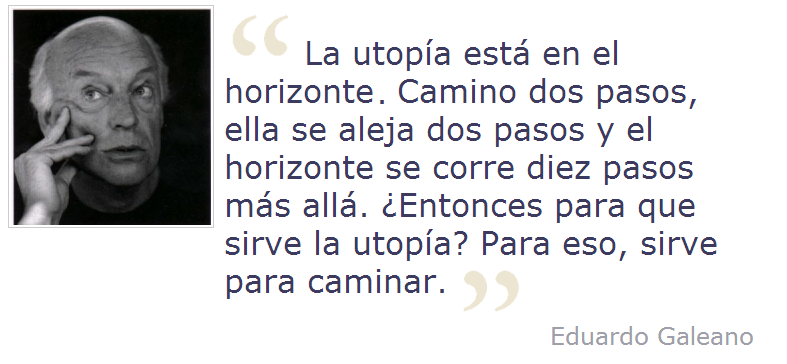 “ La utopía está en el
horizonte. Camino dos pasos,
ella se aleja dos pasos y el
horizonte se corre diez pasos
más allá. ¿Entonces para que
sirve la utopía? Para eso, sirve
para caminar. ”
Eduardo Galeano